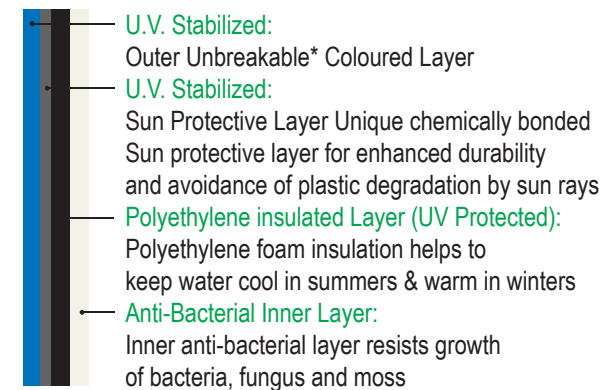 U.V. Stabilized:
Outer Unbreakable* Coloured Layer
U.V. Stabilized:
Sun Protective Layer Unique chemically bonded
Sun protective layer for enhanced durability
and avoidance of plastic degradation by sun rays
Polyethylene insulated Layer (UV Protected):
Polyethylene foam insulation helps to
keep water cool in summers & warm in winters
Anti-Bacterial Inner Layer:
Inner anti-bacterial layer resists growth
of bacteria, fungus and moss